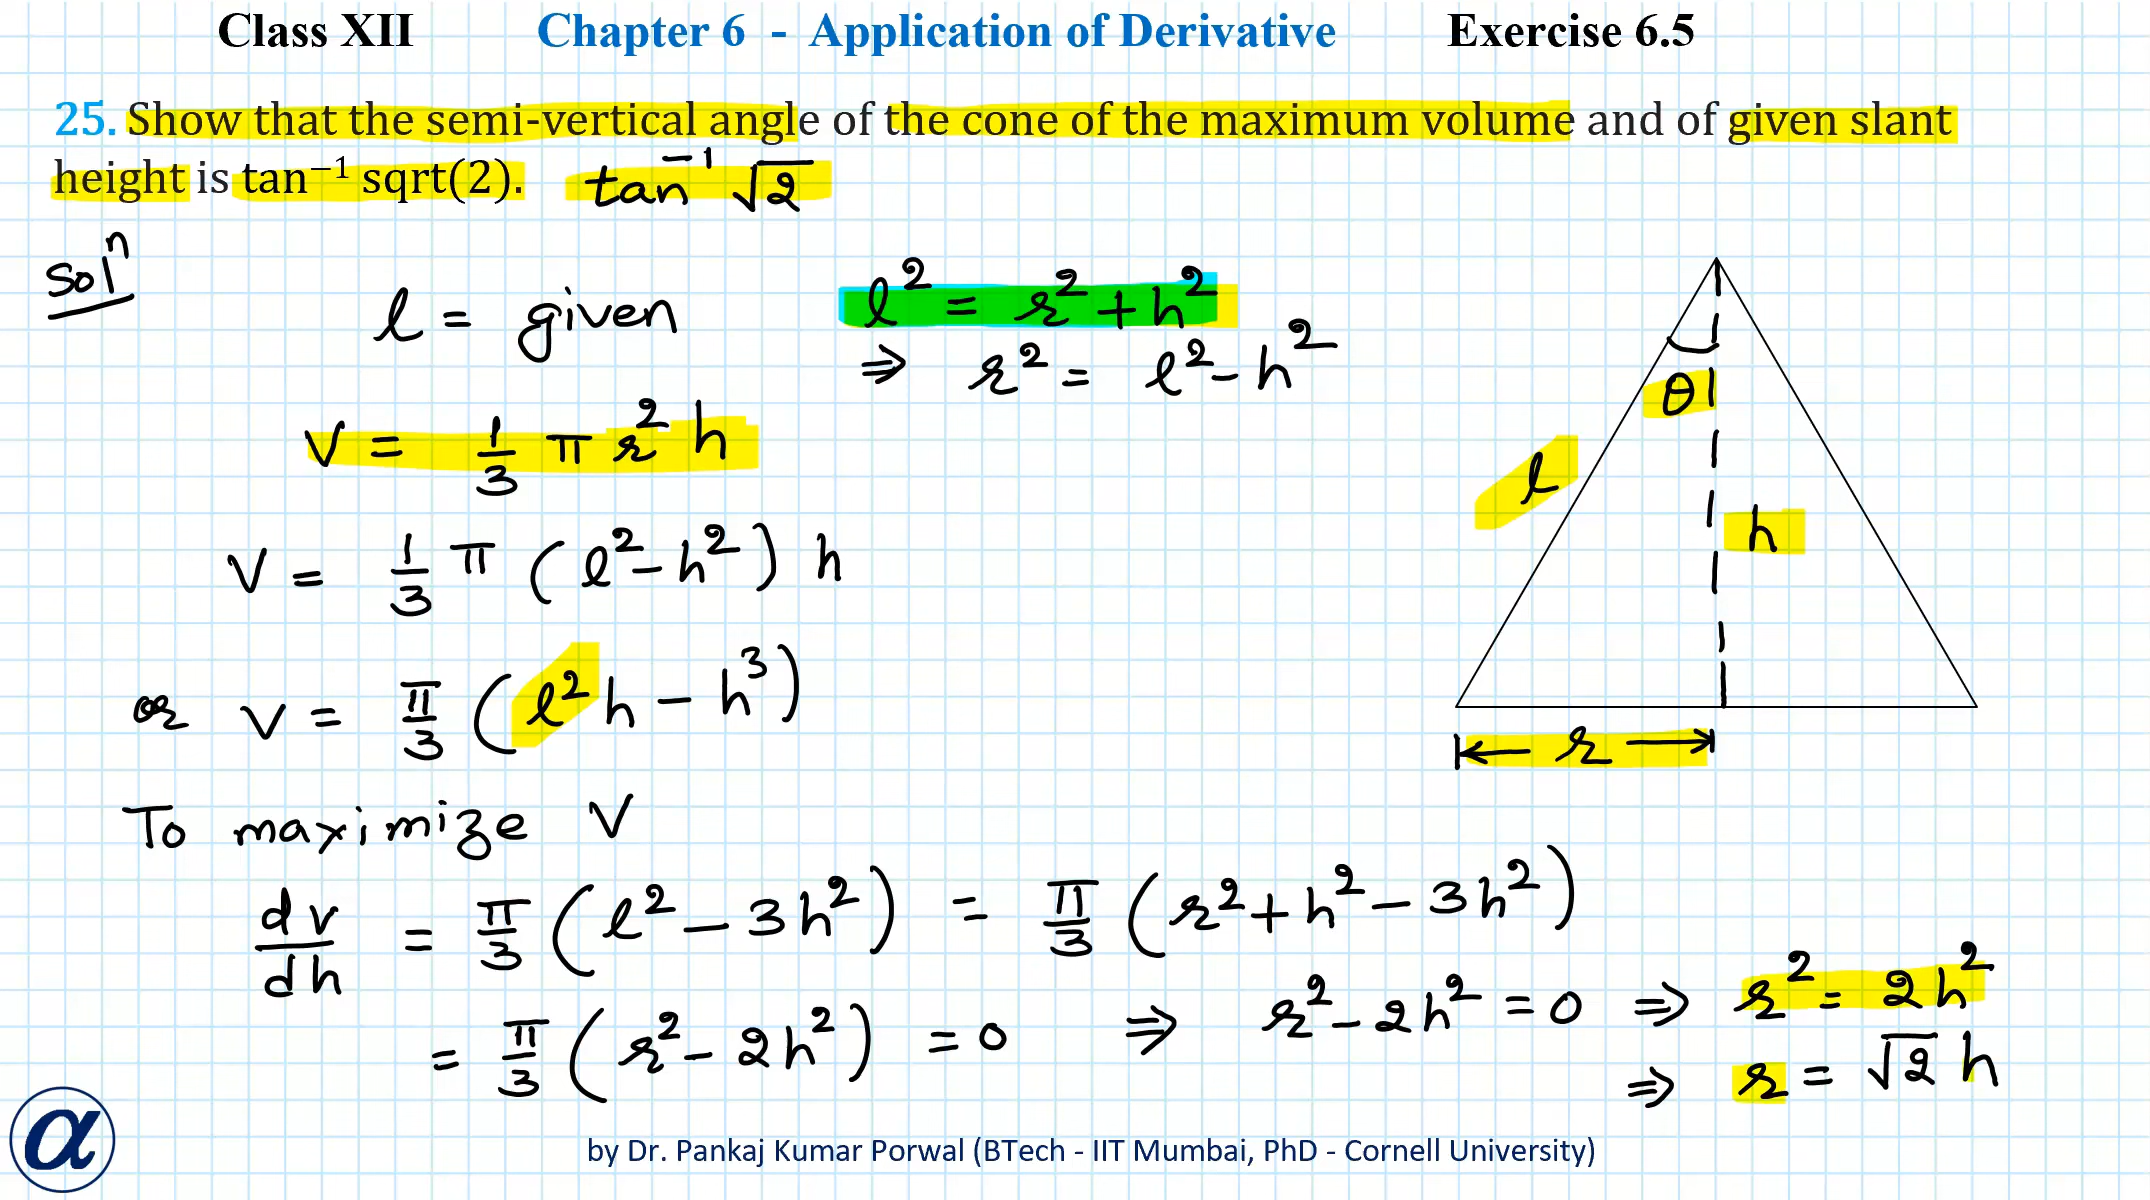 Class XII Chapter 6 - Application of Derivative Exercise 6.5
25. Show that the semi-vertical angle of the cone of the maximum volume and of given slant
height is tan⁻¹ sqrt(2). tan⁻¹ √2
Solⁿ
l = given l² = r² + h²
⇒ r² = l² - h²
V = 1/3 π r² h
V = 1/3 π (l² - h²) h
or V = π/3 (l² h - h³)
To maximize V
dv/dh = π/3 (l² - 3h²) = π/3 (r² + h² - 3h²)
= π/3 (r² - 2h²) = 0 ⇒ r² - 2h² = 0 ⇒ r² = 2h²
⇒ r = √2 h
θ
l
h
r
α
by Dr. Pankaj Kumar Porwal (BTech - IIT Mumbai, PhD - Cornell University)